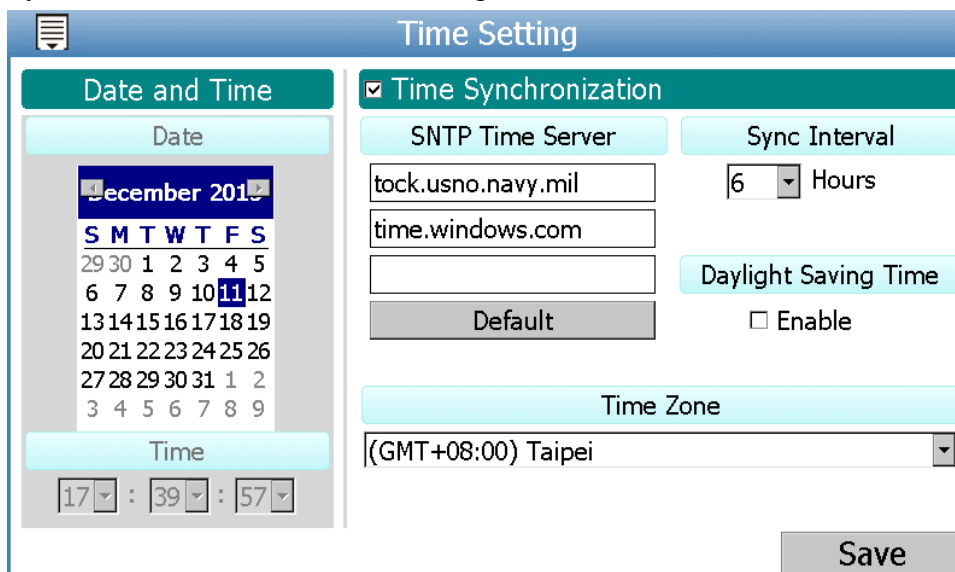 Time Setting
Date and Time
Date
S M T W T F S
29 30 1 2 3 4 5
6 7 8 9 10 11 12
13 14 15 16 17 18 19
20 21 22 23 24 25 26
27 28 29 30 31 1 2
3 4 5 6 7 8 9
Time
17 : 39 : 57
Time Synchronization
SNTP Time Server
tock.usno.navy.mil
time.windows.com
Default
Sync Interval
6 Hours
Daylight Saving Time
Enable
Time Zone
(GMT+08:00) Taipei
Save